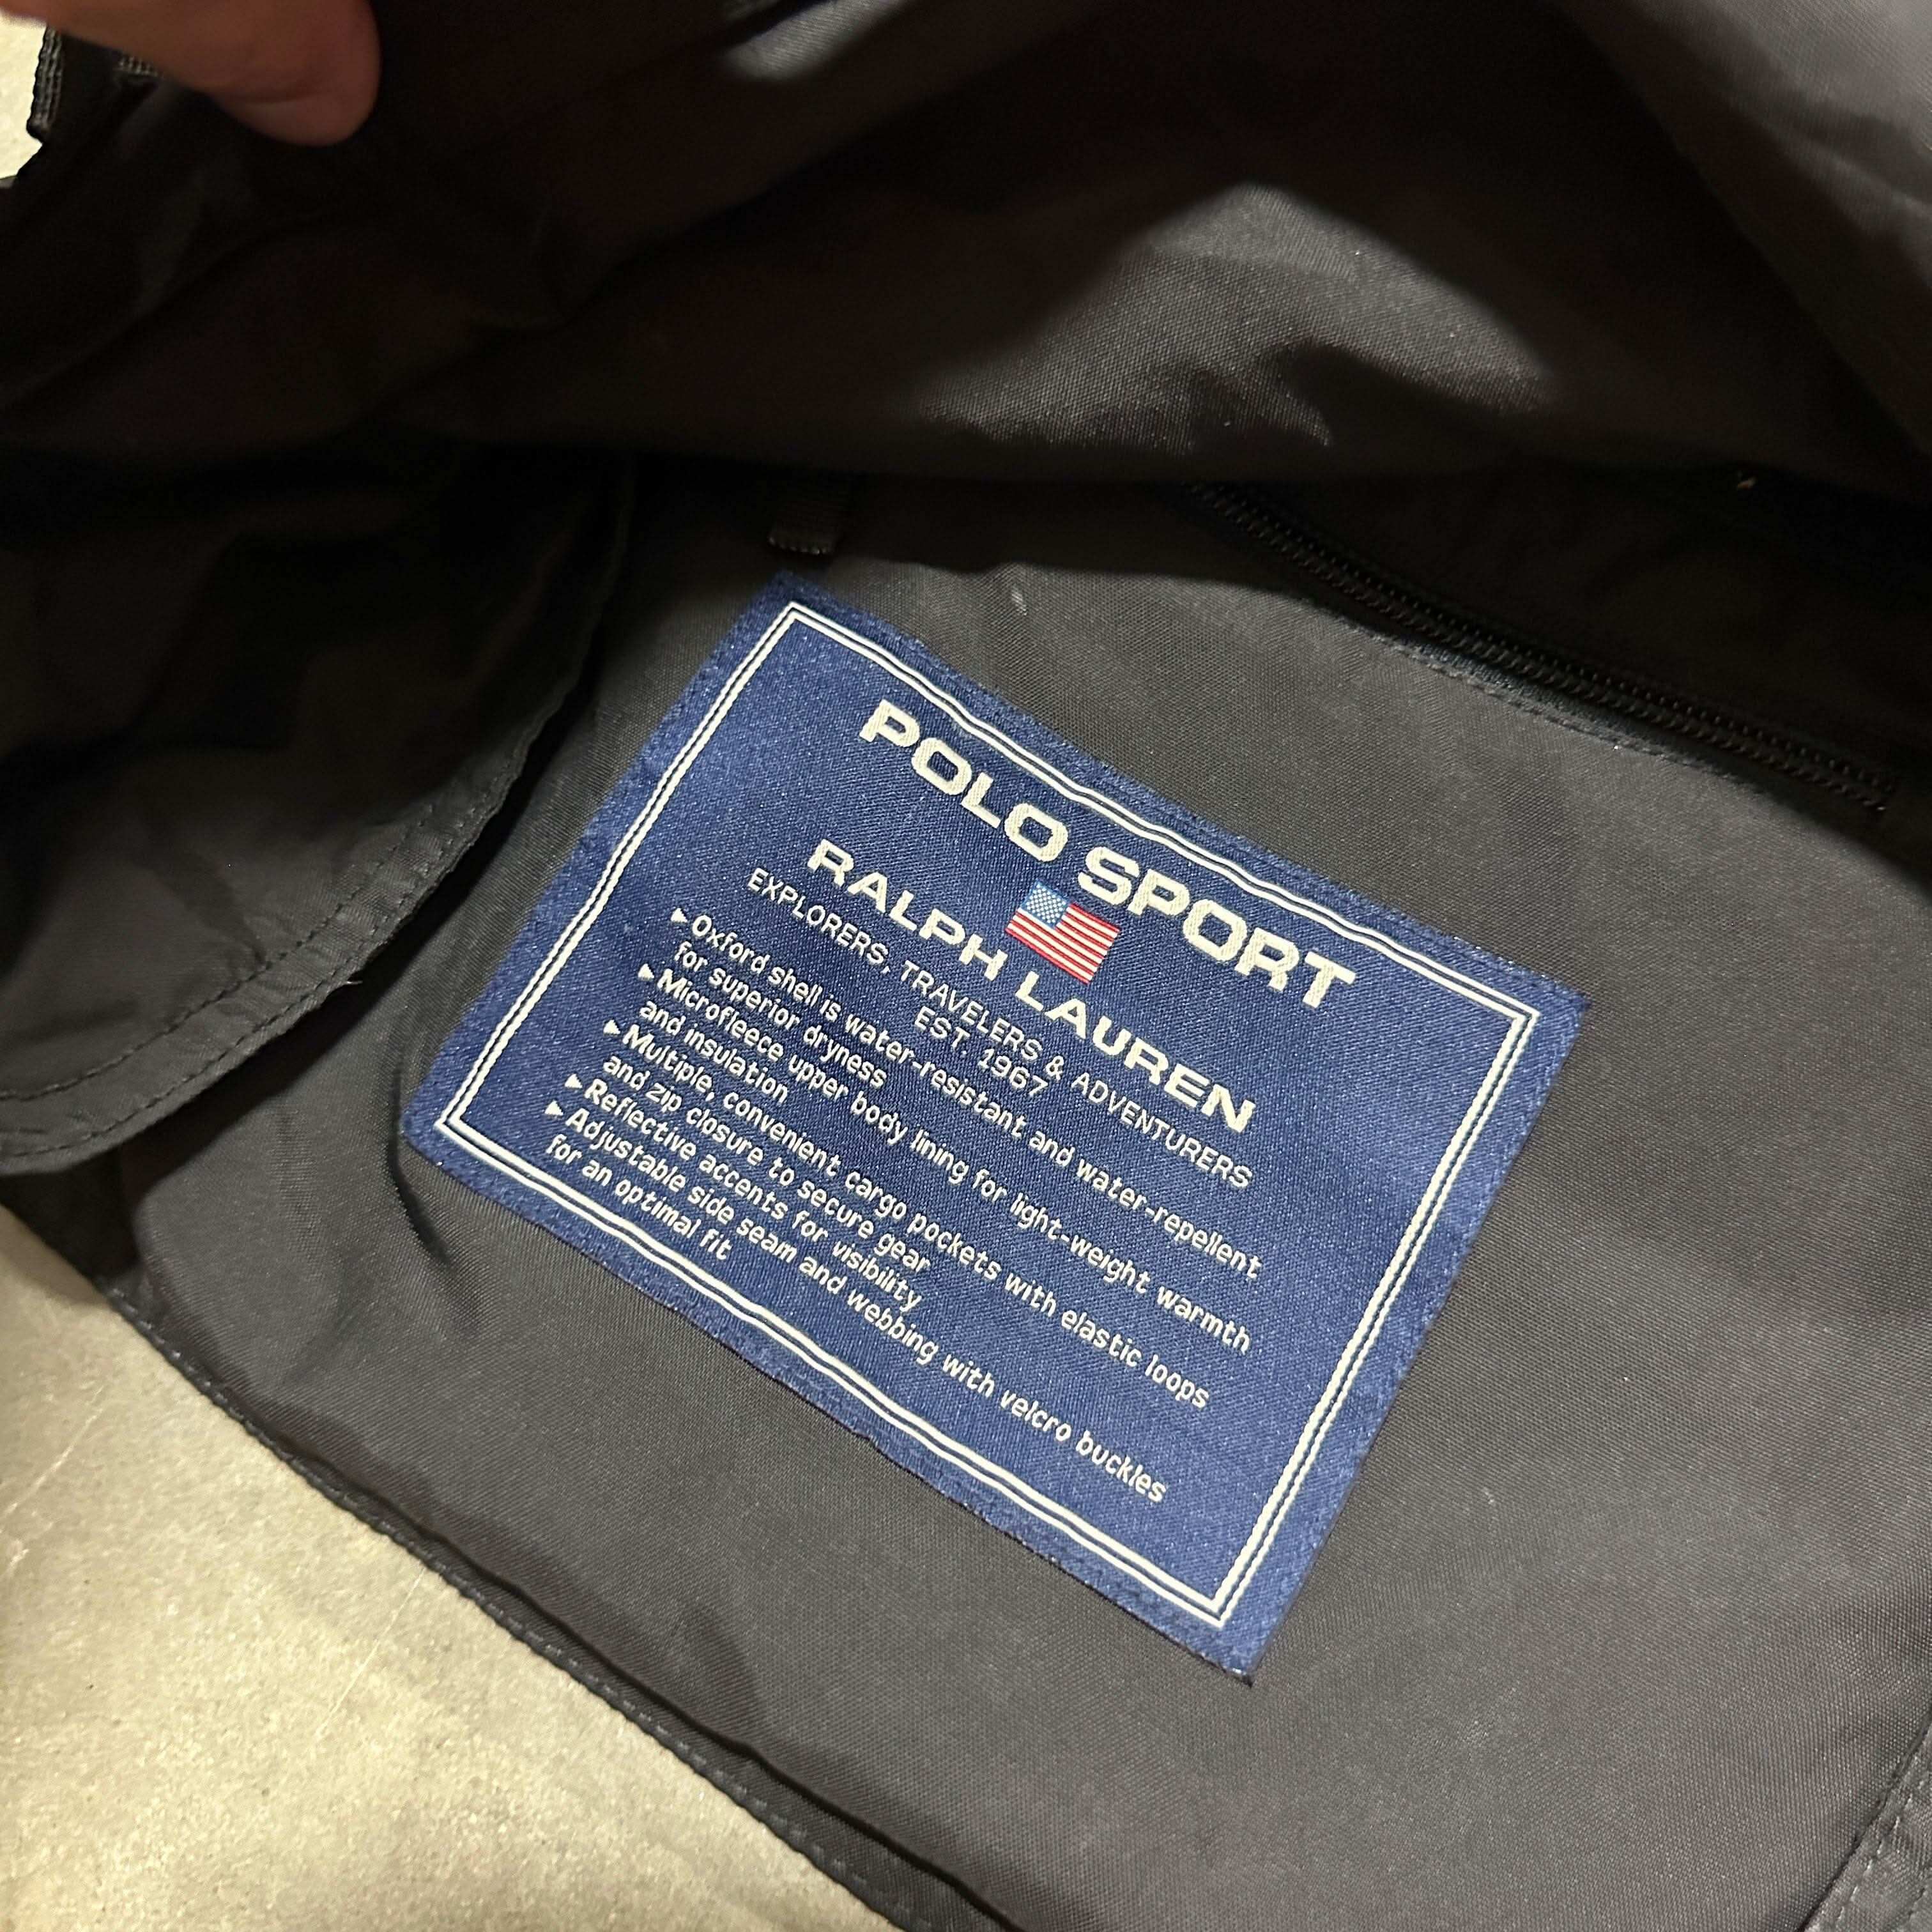 POLO SPORT
RALPH LAUREN
EXPLORERS, TRAVELERS & ADVENTURERS
EST. 1967
▸Oxford shell is water-resistant and water-repellent
for superior dryness
▸Microfleece upper body lining for light-weight warmth
and insulation
▸Multiple, convenient cargo pockets with elastic loops
and zip closure to secure gear
▸Reflective accents for visibility
▸Adjustable side seam and webbing with velcro buckles
for an optimal fit